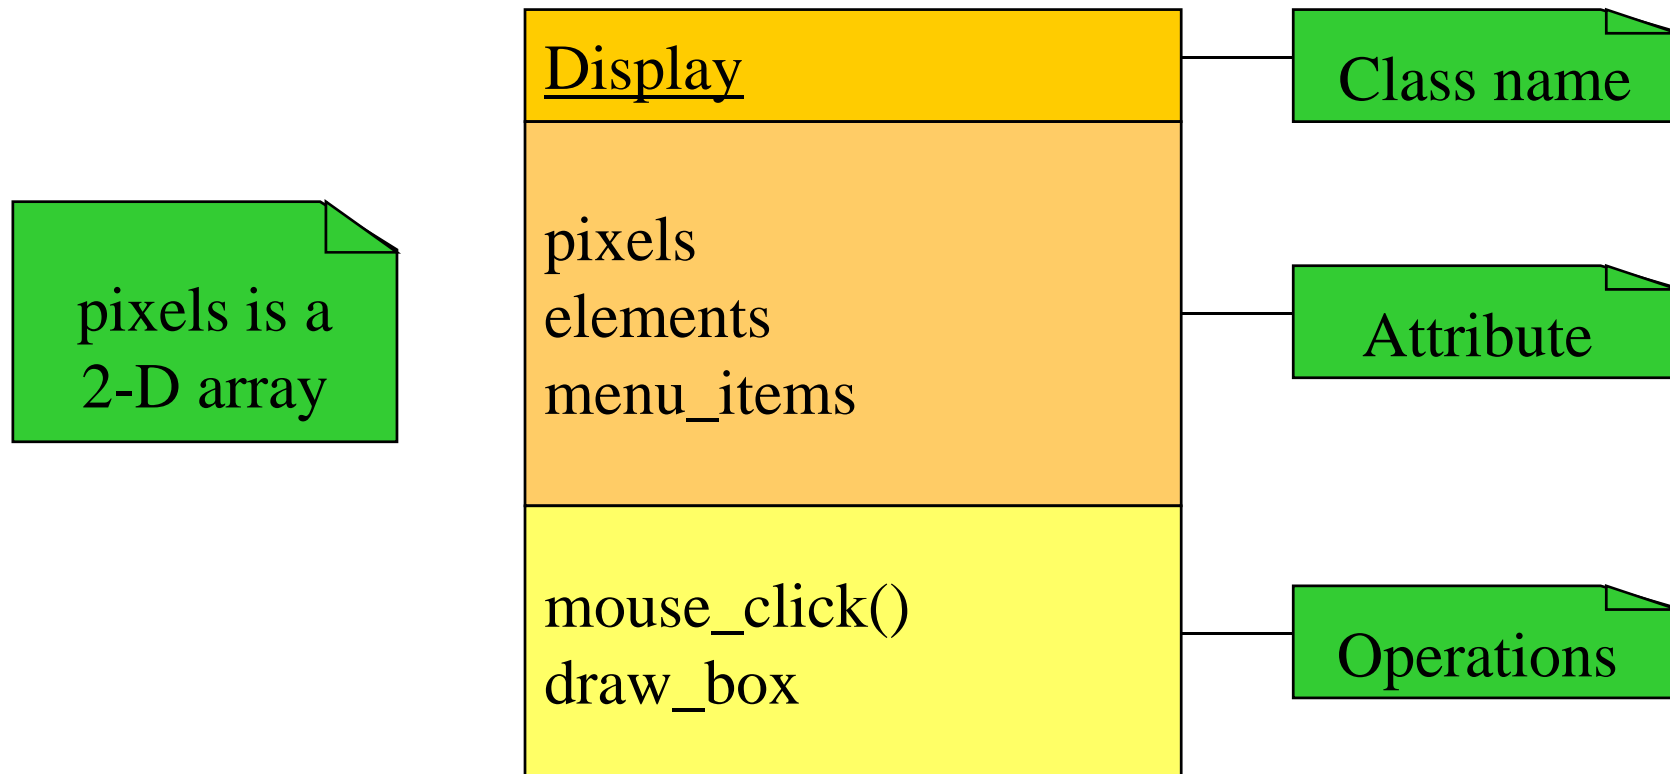 Display
Class name
pixels is a
2-D array
pixels
elements
menu_items
Attribute
mouse_click()
draw_box
Operations